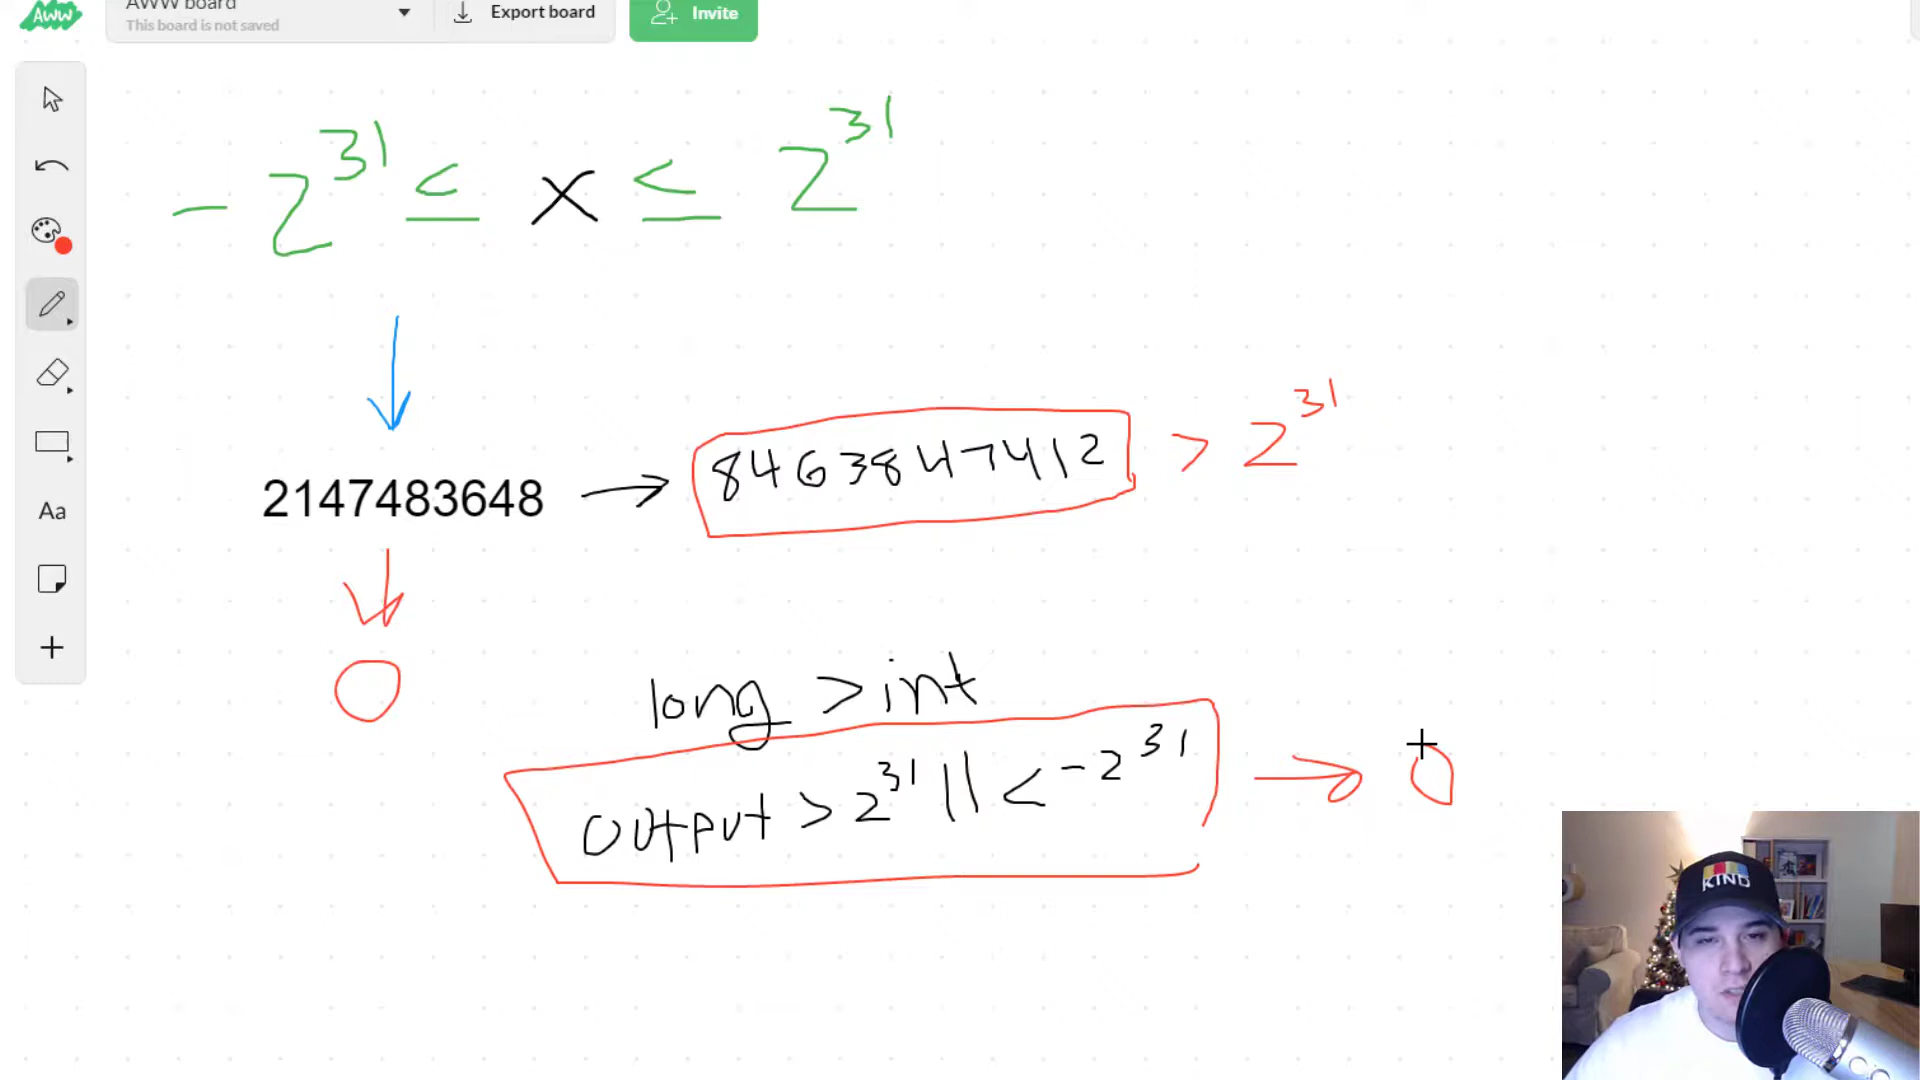 AWW
AWW board
This board is not saved
Export board
Invite
- 2^31 ≤ x ≤ 2^31
2147483648 → 8463847412 > 2^31
Aa
0
long > int
output > 2^31 || < -2^31 → 0
KIND